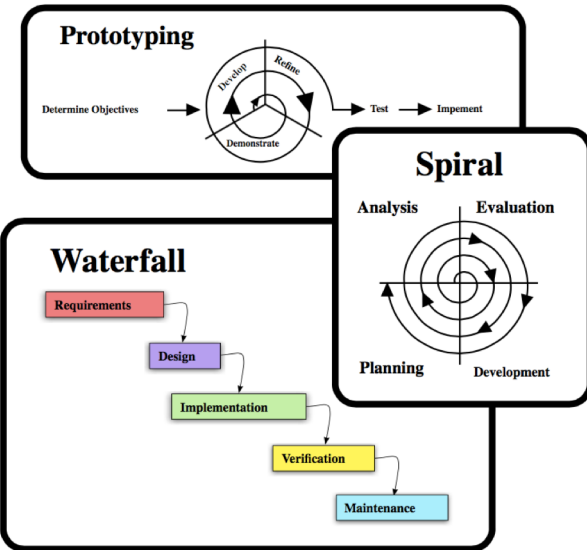 Prototyping
Develop
Refine
Determine Objectives
Test
Impement
Demonstrate
Spiral
Analysis
Evaluation
Planning
Development
Waterfall
Requirements
Design
Implementation
Verification
Maintenance